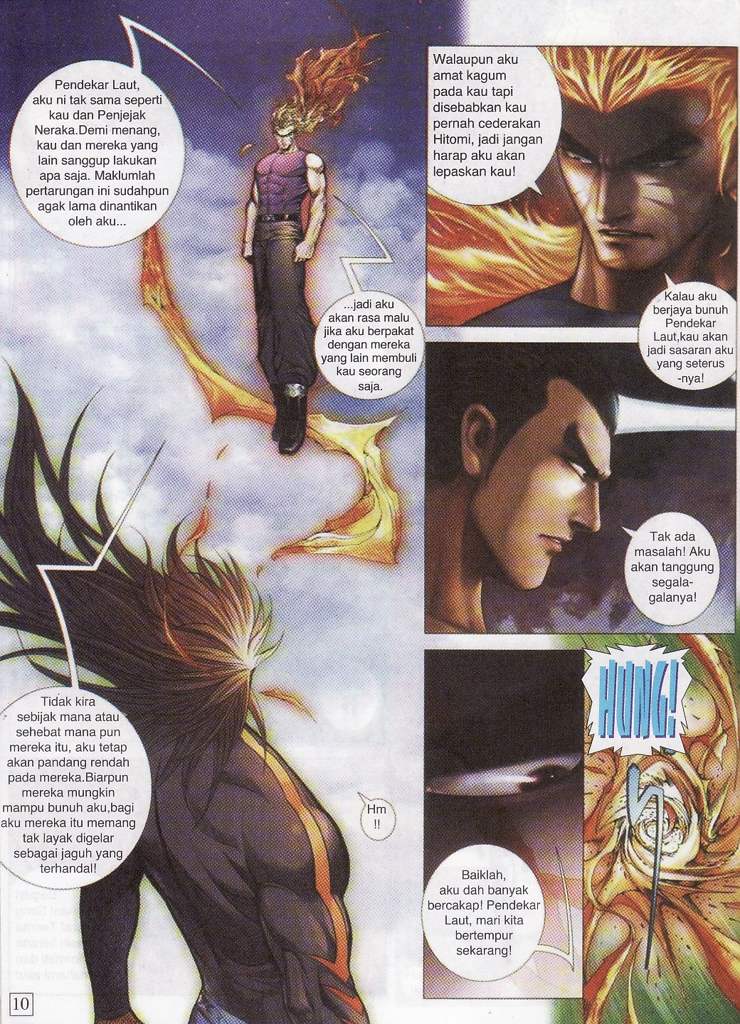 Pendekar Laut,
aku ni tak sama seperti
kau dan Penjejak
Neraka.Demi menang,
kau dan mereka yang
lain sanggup lakukan
apa saja. Maklumlah
pertarungan ini sudahpun
agak lama dinantikan
oleh aku...
...jadi aku
akan rasa malu
jika aku berpakat
dengan mereka
yang lain membuli
kau seorang
saja.
Tidak kira
sebijak mana atau
sehebat mana pun
mereka itu, aku tetap
akan pandang rendah
pada mereka.Biarpun
mereka mungkin
mampu bunuh aku,bagi
aku mereka itu memang
tak layak digelar
sebagai jaguh yang
terhandal!
Hm
!!
Walaupun aku
amat kagum
pada kau tapi
disebabkan kau
pernah cederakan
Hitomi, jadi jangan
harap aku akan
lepaskan kau!
Kalau aku
berjaya bunuh
Pendekar
Laut,kau akan
jadi sasaran aku
yang seterus
-nya!
Tak ada
masalah! Aku
akan tanggung
segala-
galanya!
Baiklah,
aku dah banyak
bercakap! Pendekar
Laut, mari kita
bertempur
sekarang!
HUNG!
10